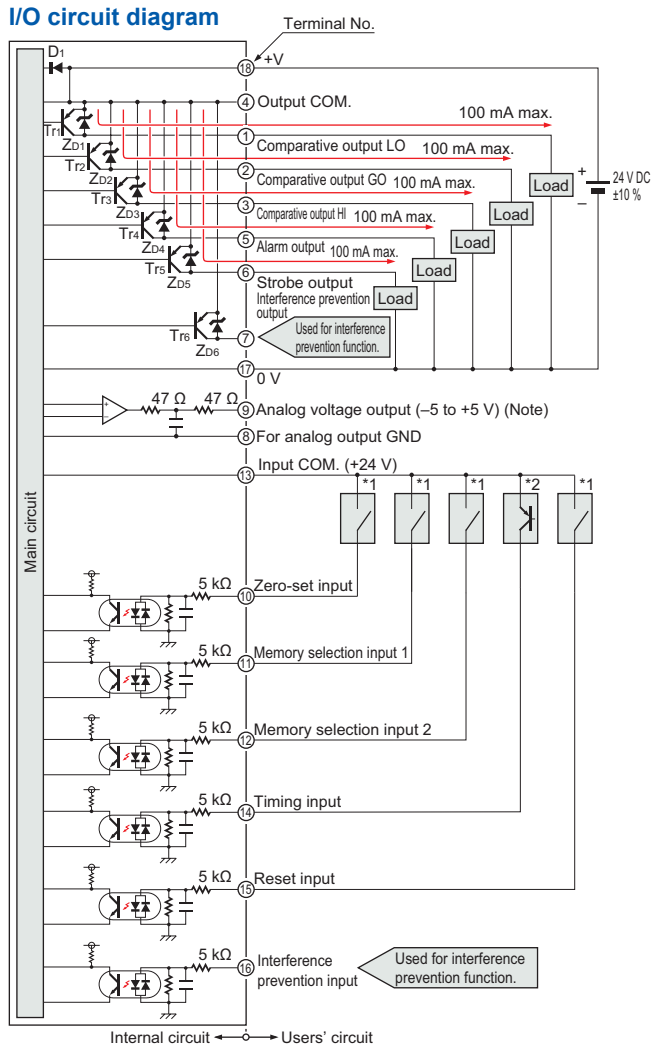 I/O circuit diagram
Terminal No.
D1
18 +V
4 Output COM.
100 mA max.
Tr1
1
ZD1
Comparative output LO 100 mA max.
Tr2
2
ZD2
Comparative output GO 100 mA max.
Load
+
–
24 V DC
±10 %
Tr3
3
ZD3
Comparative output HI 100 mA max.
Load
Tr4
5
ZD4
Alarm output 100 mA max.
Load
Tr5
6
ZD5
Strobe output
Load
Interference prevention
output
Load
Tr6
7
ZD6
Used for interference
prevention function.
17
0 V
47 Ω 47 Ω
+
–
9 Analog voltage output (–5 to +5 V) (Note)
8 For analog output GND
13 Input COM. (+24 V)
*1 *1 *1 *2 *1
Main circuit
5 kΩ
10 Zero-set input
5 kΩ
11 Memory selection input 1
5 kΩ
12 Memory selection input 2
5 kΩ
14 Timing input
5 kΩ
15 Reset input
5 kΩ
16 Interference
prevention input
Used for interference
prevention function.
Internal circuit Users' circuit